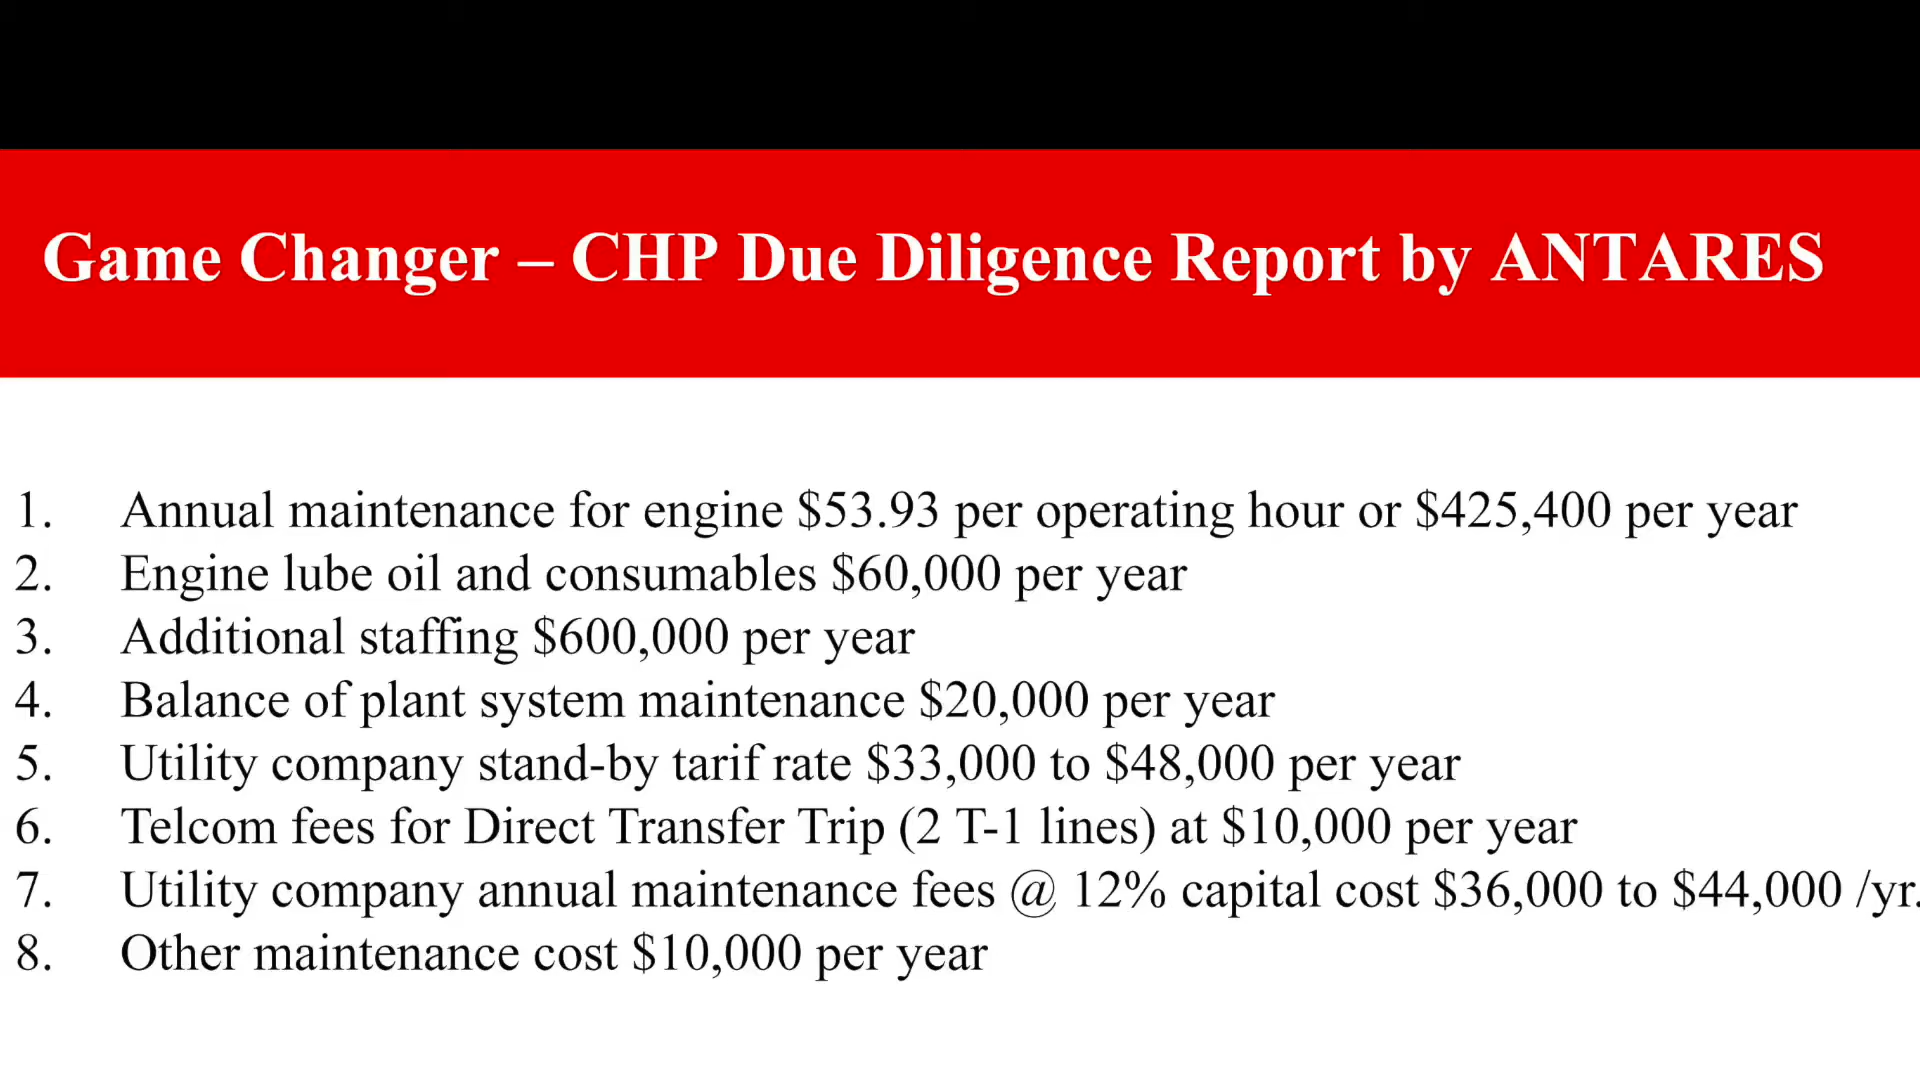 Game Changer – CHP Due Diligence Report by ANTARES
1. Annual maintenance for engine $53.93 per operating hour or $425,400 per year
2. Engine lube oil and consumables $60,000 per year
3. Additional staffing $600,000 per year
4. Balance of plant system maintenance $20,000 per year
5. Utility company stand-by tarif rate $33,000 to $48,000 per year
6. Telcom fees for Direct Transfer Trip (2 T-1 lines) at $10,000 per year
7. Utility company annual maintenance fees @ 12% capital cost $36,000 to $44,000 /yr.
8. Other maintenance cost $10,000 per year